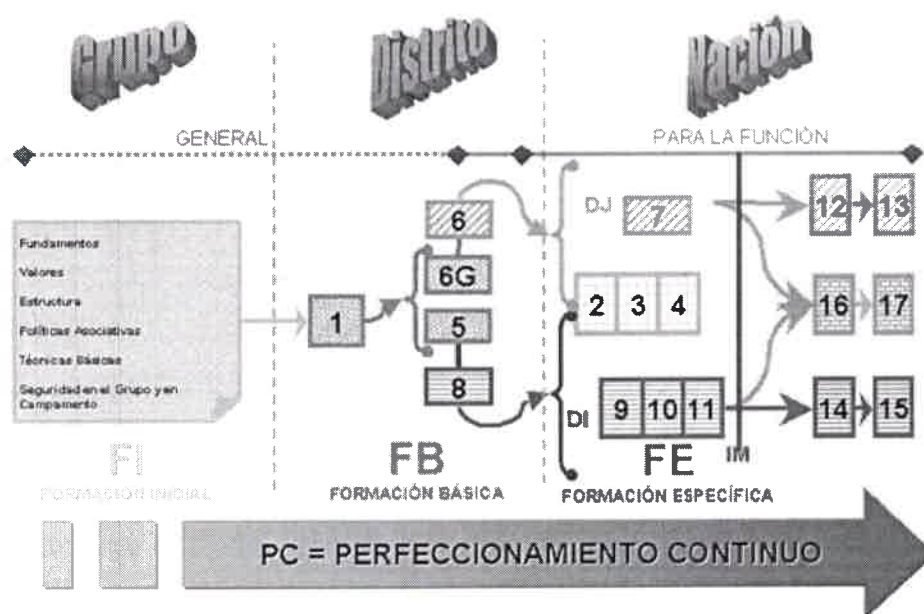 Grupo
Distrito
Nación
GENERAL
PARA LA FUNCIÓN
Fundamentos
Valores
Estructura
Políticas Asociativas
Técnicas Básicas
Seguridad en el Grupo y en
Campamento
1
6
6G
5
8
DJ
7
2 3 4
DI
9 10 11
12 13
16 17
14 15
IM
FI
FORMACIÓN INICIAL
FB
FORMACIÓN BÁSICA
FE
FORMACIÓN ESPECÍFICA
PC = PERFECCIONAMIENTO CONTINUO